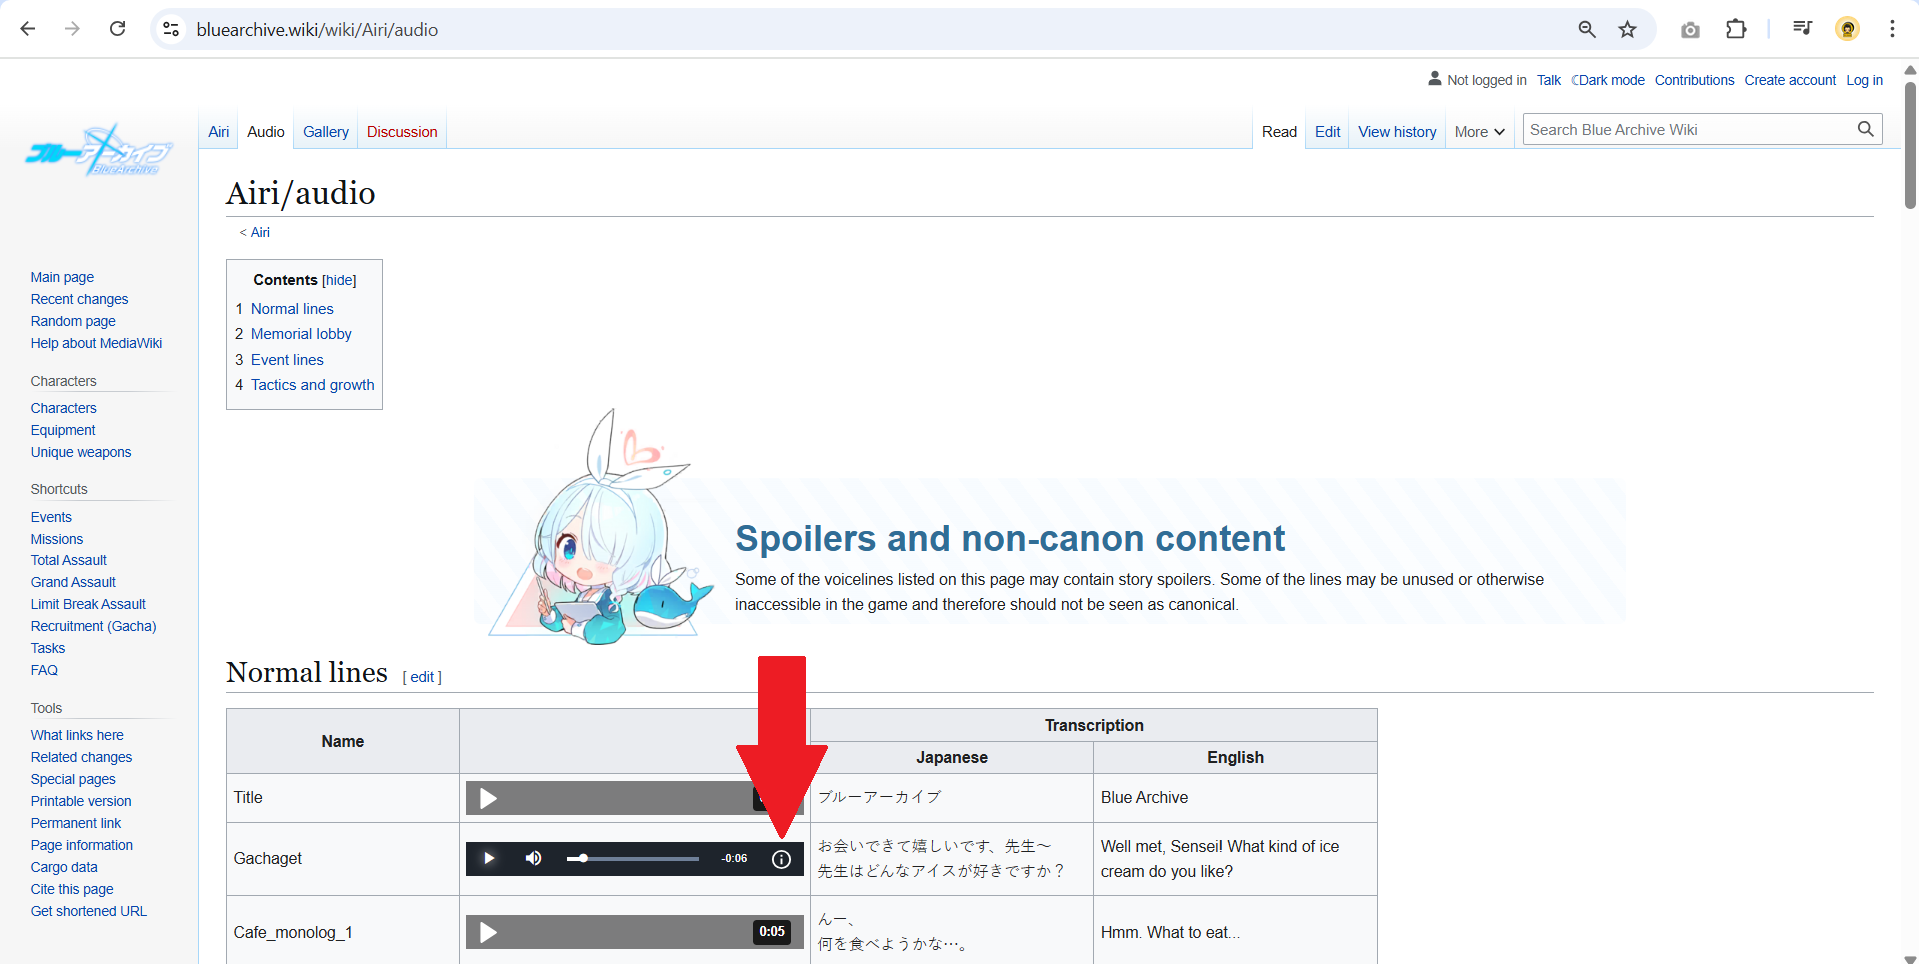 bluearchive.wiki/wiki/Airi/audio
Not logged in Talk Dark mode Contributions Create account Log in
ブルーアーカイブ
BlueArchive
Airi Audio Gallery Discussion Read Edit View history More Search Blue Archive Wiki
Airi/audio
< Airi
Contents [hide]
1 Normal lines
2 Memorial lobby
3 Event lines
4 Tactics and growth
Main page
Recent changes
Random page
Help about MediaWiki
Characters
Characters
Equipment
Unique weapons
Shortcuts
Events
Missions
Total Assault
Grand Assault
Limit Break Assault
Recruitment (Gacha)
Tasks
FAQ
Tools
What links here
Related changes
Special pages
Printable version
Permanent link
Page information
Cargo data
Cite this page
Get shortened URL
Spoilers and non-canon content
Some of the voicelines listed on this page may contain story spoilers. Some of the lines may be unused or otherwise
inaccessible in the game and therefore should not be seen as canonical.
Normal lines [ edit ]
Name Transcription
Japanese English
Title ブルーアーカイブ Blue Archive
Gachaget -0:06 お会いできて嬉しいです、先生～
先生はどんなアイスが好きですか？
Well met, Sensei! What kind of ice
cream do you like?
Cafe_monolog_1 0:05 んー、
何を食べようかな…。
Hmm. What to eat...